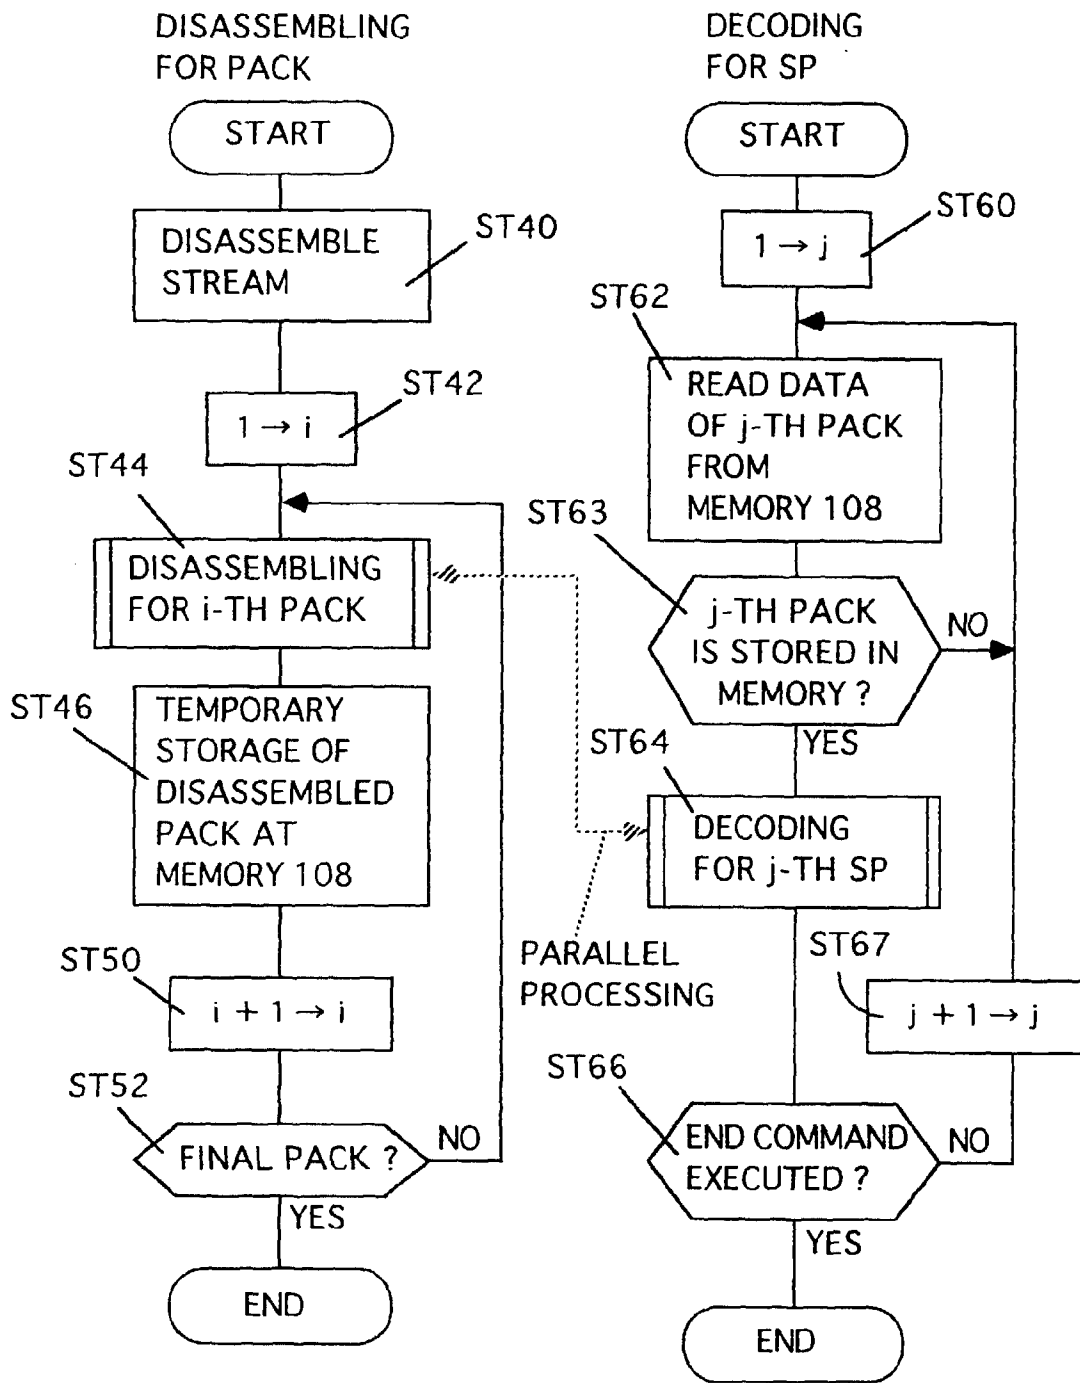 DISASSEMBLING
FOR PACK
START
ST40
DISASSEMBLE
STREAM
ST42
1 → i
ST44
DISASSEMBLING
FOR i-TH PACK
ST46
TEMPORARY
STORAGE OF
DISASSEMBLED
PACK AT
MEMORY 108
ST50
i + 1 → i
ST52
FINAL PACK ?
NO
YES
END
DECODING
FOR SP
START
ST60
1 → j
ST62
READ DATA
OF j-TH PACK
FROM
MEMORY 108
ST63
j-TH PACK
IS STORED IN
MEMORY ?
NO
YES
ST64
DECODING
FOR j-TH SP
PARALLEL
PROCESSING
ST67
j + 1 → j
ST66
END COMMAND
EXECUTED ?
NO
YES
END